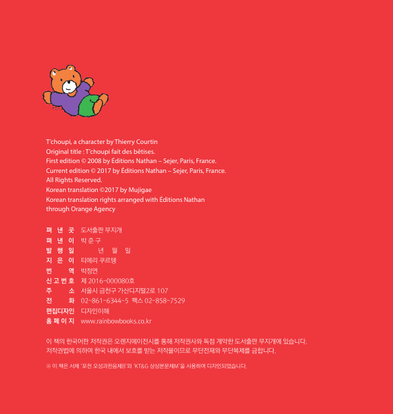 T'choupi, a character by Thierry Courtin
Original title : T'choupi fait des bêtises.
First edition © 2008 by Éditions Nathan – Sejer, Paris, France.
Current edition © 2017 by Éditions Nathan – Sejer, Paris, France.
All Rights Reserved.
Korean translation ©2017 by Mujigae
Korean translation rights arranged with Éditions Nathan
through Orange Agency
펴 낸 곳 도서출판 무지개
펴 낸 이 박준구
발 행 일 년 월 일
지 은 이 티에리 쿠르탱
번 역 박정연
신고번호 제 2016-000080호
주 소 서울시 금천구 가산디지털2로 107
전 화 02-861-6344~5 팩스 02-858-7529
편집디자인 디자인이래
홈페이지 www.rainbowbooks.co.kr
이 책의 한국어판 저작권은 오렌지에이전시를 통해 저작권사와 독점 계약한 도서출판 무지개에 있습니다.
저작권법에 의하여 한국 내에서 보호를 받는 저작물이므로 무단전재와 무단복제를 금합니다.
※ 이 책은 서체 '포천 오성과한음체B'와 'KT&G 상상본문체M'을 사용하여 디자인되었습니다.